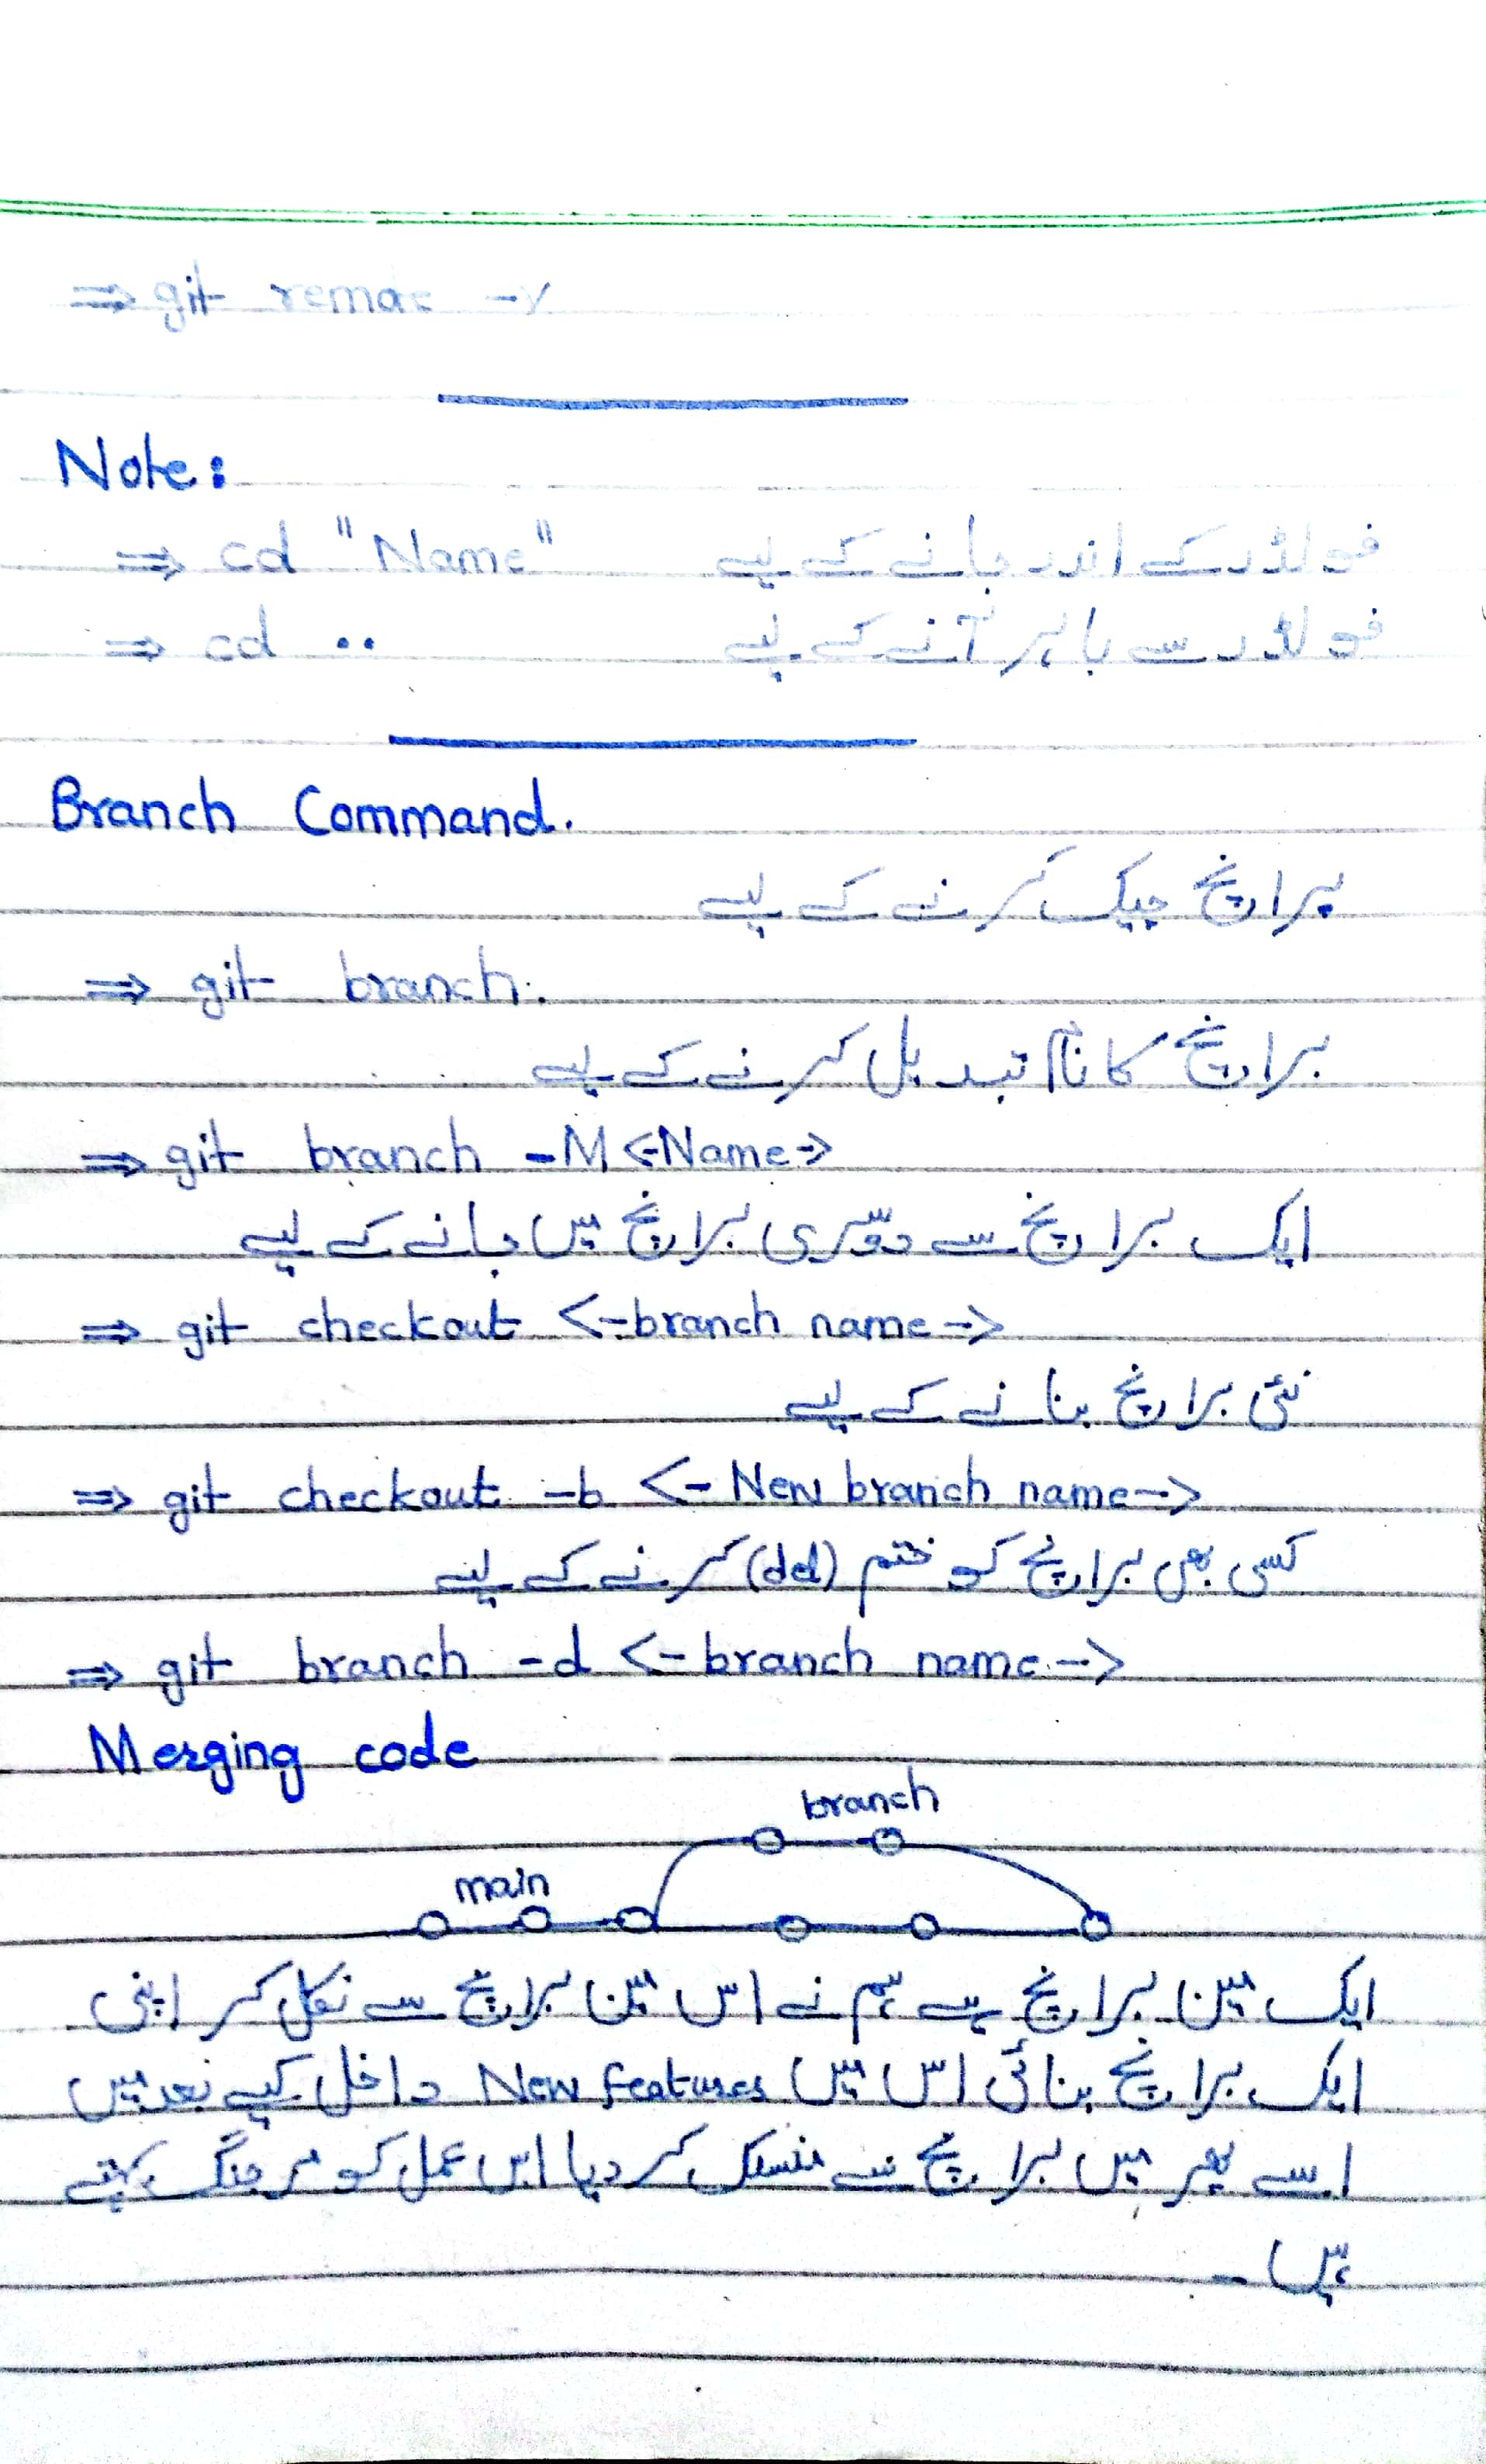 ⇒ git remote -v
Note:
⇒ cd "Name" فولڈر کے اندر جانے کے لیے
⇒ cd .. فولڈر سے باہر آنے کے لیے
Branch Command.
برانچ چیک کرنے کے لیے
⇒ git branch.
برانچ کا نام تبدیل کرنے کے لیے
⇒ git branch -M <-Name->
ایک برانچ سے دوسری برانچ میں جانے کے لیے
⇒ git checkout <-branch name->
نئی برانچ بنانے کے لیے
⇒ git checkout -b <- New branch name->
کسی بھی برانچ کو ختم (del) کرنے کے لیے
⇒ git branch -d <- branch name ->
Merging code
branch
main
ایک مین برانچ ہے ہم نے اس مین برانچ سے نکل کر اپنی
ایک برانچ بنائی اس میں New features داخل کیے بعد میں
اسے پھر میں برانچ سے منسلک کر دیا اس عمل کو مرجنگ کہتے
ہیں۔